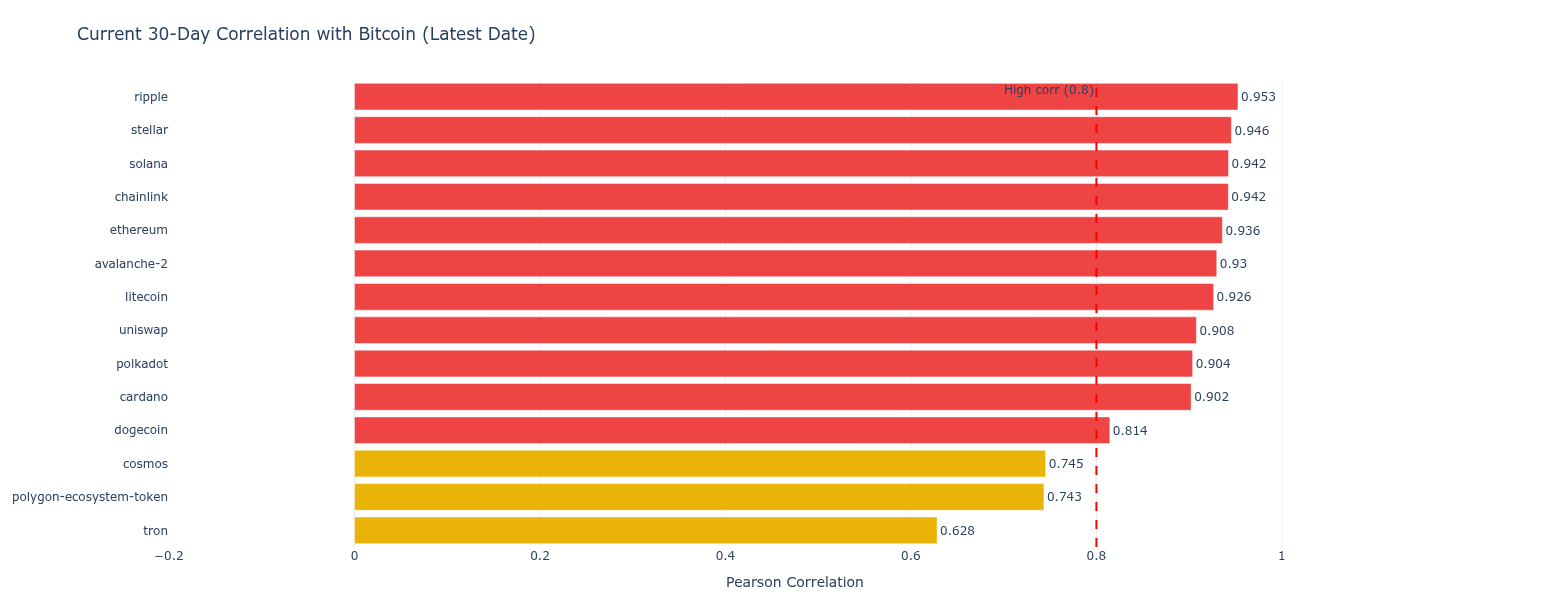 Current 30-Day Correlation with Bitcoin (Latest Date)
High corr (0.8)
ripple 0.953
stellar 0.946
solana 0.942
chainlink 0.942
ethereum 0.936
avalanche-2 0.93
litecoin 0.926
uniswap 0.908
polkadot 0.904
cardano 0.902
dogecoin 0.814
cosmos 0.745
polygon-ecosystem-token 0.743
tron 0.628
−0.2 0 0.2 0.4 0.6 0.8 1
Pearson Correlation